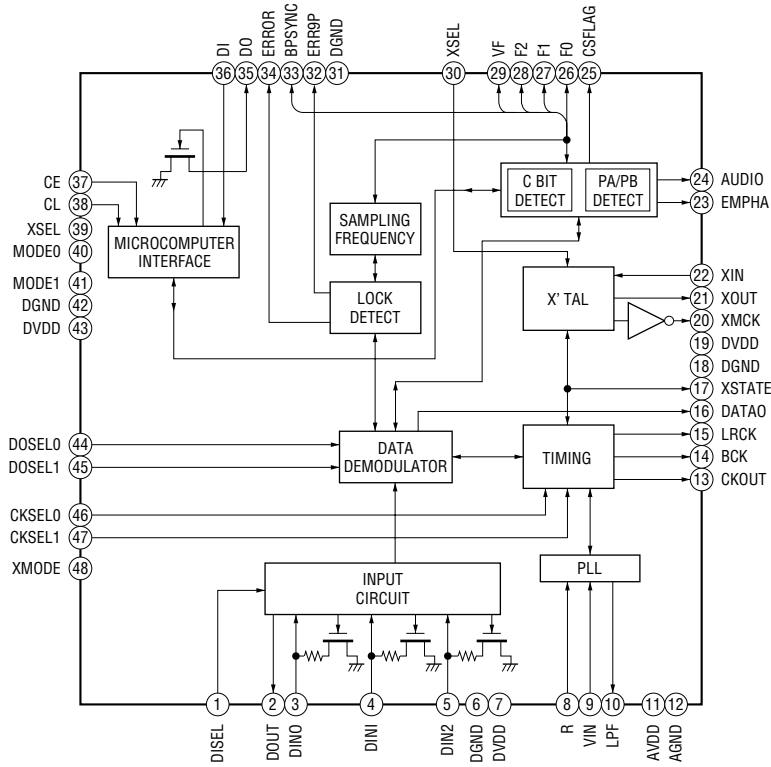 DI
DO
ERROR
BPSYNC
ERR9P
DGND
XSEL
VF
F2
F1
F0
CSFLAG
36
35
34
33
32
31
30
29
28
27
26
25
CE 37
CL 38
XSEL 39
MODE0 40
MODE1 41
DGND 42
DVDD 43
DOSEL0 44
DOSEL1 45
CKSEL0 46
CKSEL1 47
XMODE 48
MICROCOMPUTER
INTERFACE
SAMPLING
FREQUENCY
LOCK
DETECT
C BIT
DETECT
PA/PB
DETECT
X' TAL
DATA
DEMODULATOR
TIMING
INPUT
CIRCUIT
PLL
24 AUDIO
23 EMPHA
22 XIN
21 XOUT
20 XMCK
19 DVDD
18 DGND
17 XSTATE
16 DATAO
15 LRCK
14 BCK
13 CKOUT
1
2
3
4
5
6
7
8
9
10
11
12
DISEL
DOUT
DINO
DINI
DIN2
DGND
DVDD
R
VIN
LPF
AVDD
AGND